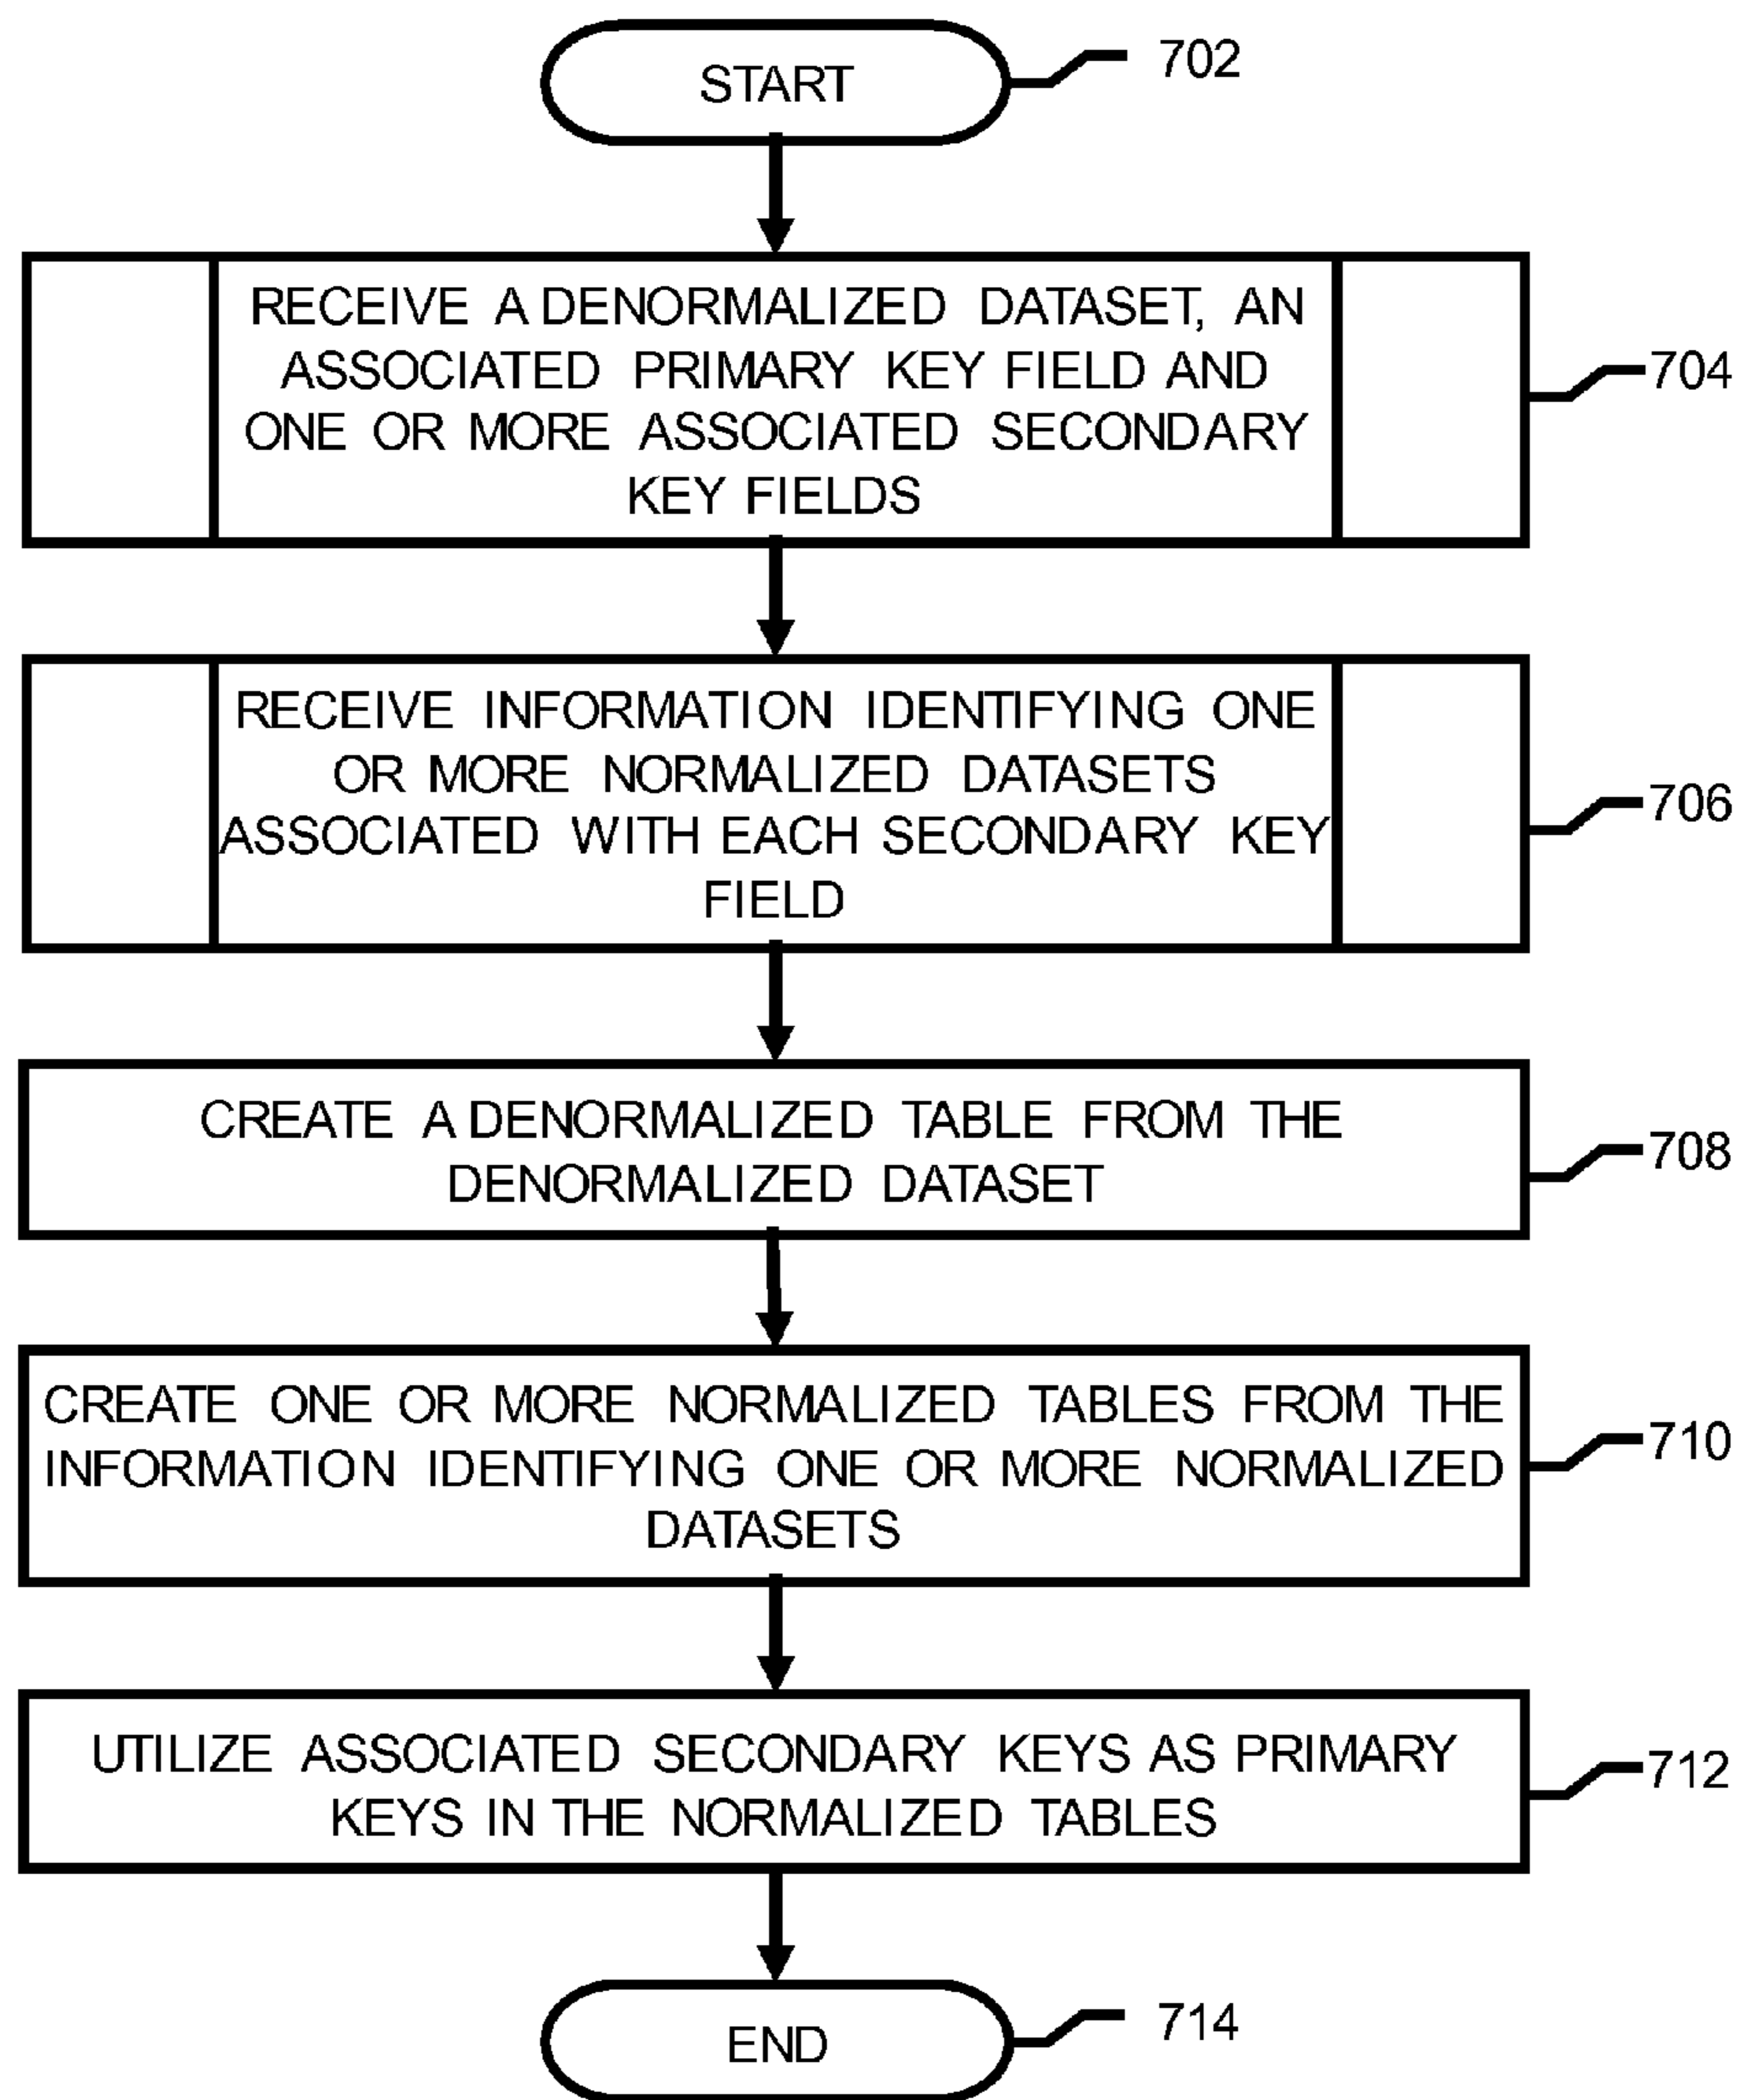 START
702
RECEIVE A DENORMALIZED DATASET, AN
ASSOCIATED PRIMARY KEY FIELD AND
ONE OR MORE ASSOCIATED SECONDARY
KEY FIELDS
704
RECEIVE INFORMATION IDENTIFYING ONE
OR MORE NORMALIZED DATASETS
ASSOCIATED WITH EACH SECONDARY KEY
FIELD
706
CREATE A DENORMALIZED TABLE FROM THE
DENORMALIZED DATASET
708
CREATE ONE OR MORE NORMALIZED TABLES FROM THE
INFORMATION IDENTIFYING ONE OR MORE NORMALIZED
DATASETS
710
UTILIZE ASSOCIATED SECONDARY KEYS AS PRIMARY
KEYS IN THE NORMALIZED TABLES
712
END
714